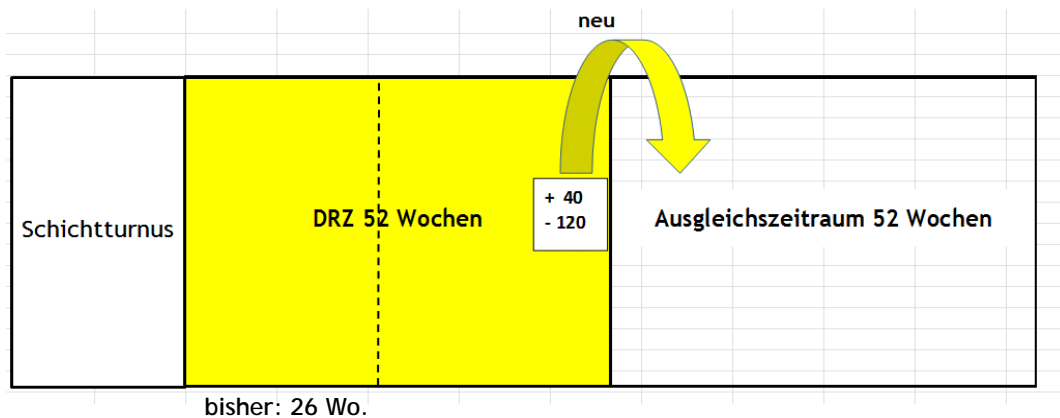 neu
Schichtturnus
DRZ 52 Wochen
+ 40
- 120
Ausgleichszeitraum 52 Wochen
bisher: 26 Wo.